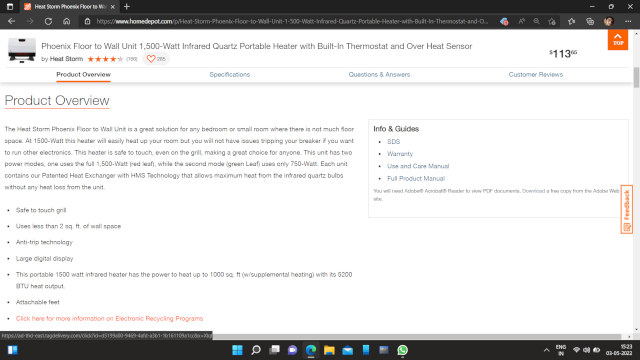 Heat Storm Phoenix Floor to Wa
https://www.homedepot.com/p/Heat-Storm-Phoenix-Floor-to-Wall-Unit-1-500-Watt-Infrared-Quartz-Portable-Heater-with-Built-In-Thermostat-and-O...
Phoenix Floor to Wall Unit 1,500-Watt Infrared Quartz Portable Heater with Built-In Thermostat and Over Heat Sensor
by Heat Storm
$113 65
TOP
Product Overview Specifications Questions & Answers Customer Reviews
Product Overview
The Heat Storm Phoenix Floor to Wall Unit is a great solution for any bedroom or small room where there is not much floor
space. At 1500-Watt this heater will easily heat up your room but you will not have issues tripping your breaker if you want
to run other electronics. This heater is safe to touch, even on the grill, making a great choice for anyone. This unit has two
power modes, one uses the full 1,500-Watt (red leaf), while the second mode (green Leaf) uses only 750-Watt. Each unit
contains our Patented Heat Exchanger with HMS Technology that allows maximum heat from the infrared quartz bulbs
without any heat loss from the unit.
• Safe to touch grill
• Uses less than 2 sq. ft. of wall space
• Anti-trip technology
• Large digital display
• This portable 1500 watt infrared heater has the power to heat up to 1000 sq. ft (w/supplemental heating) with its 5200
BTU heat output.
• Attachable feet
• Click here for more information on Electronic Recycling Programs
Info & Guides
• SDS
• Warranty
• Use and Care Manual
• Full Product Manual
You will need Adobe® Acrobat® Reader to view PDF documents. Download a free copy from the Adobe Web
site.
Feedback
ENG
IN
15:23
03-05-2022